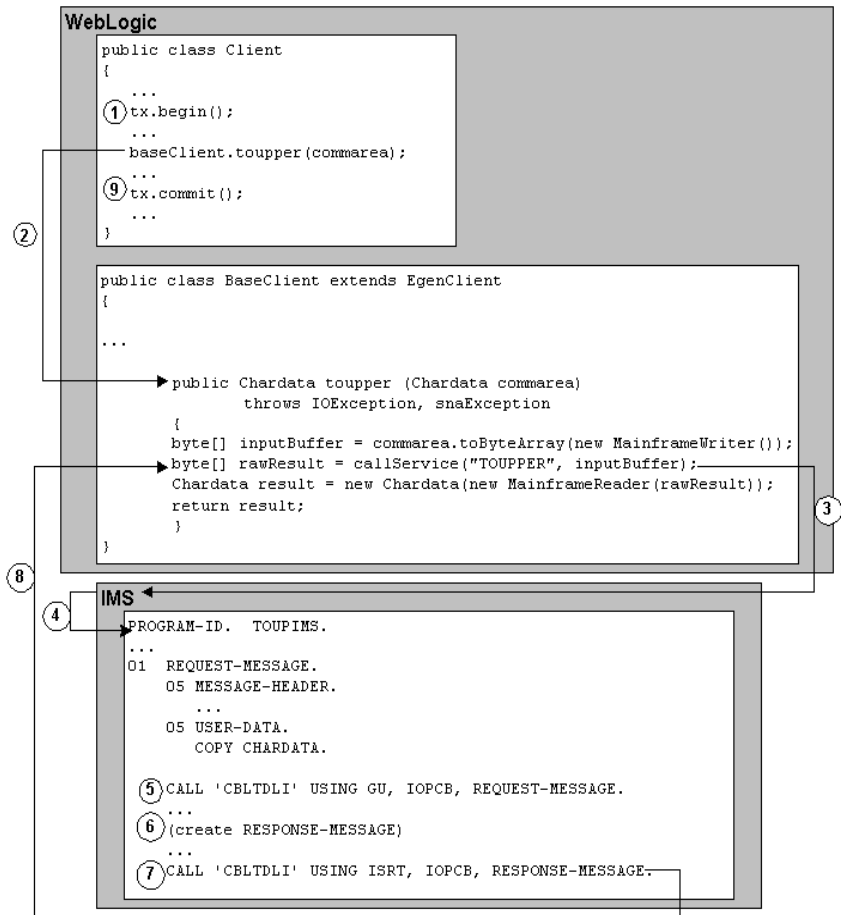 WebLogic
public class Client
{
...
1 tx.begin();
...
baseClient.toupper(commarea);
...
9 tx.commit();
...
}
2
public class BaseClient extends EgenClient
{
...
public Chardata toupper (Chardata commarea)
throws IOException, snaException
{
byte[] inputBuffer = commarea.toByteArray(new MainframeWriter());
byte[] rawResult = callService("TOUPPER", inputBuffer);
Chardata result = new Chardata(new MainframeReader(rawResult));
return result;
}
}
3
8
IMS
4
PROGRAM-ID. TOUPIMS.
...
01 REQUEST-MESSAGE.
05 MESSAGE-HEADER.
...
05 USER-DATA.
COPY CHARDATA.
5 CALL 'CBLTDLI' USING GU, IOPCB, REQUEST-MESSAGE.
...
6 (create RESPONSE-MESSAGE)
...
7 CALL 'CBLTDLI' USING ISRT, IOPCB, RESPONSE-MESSAGE.